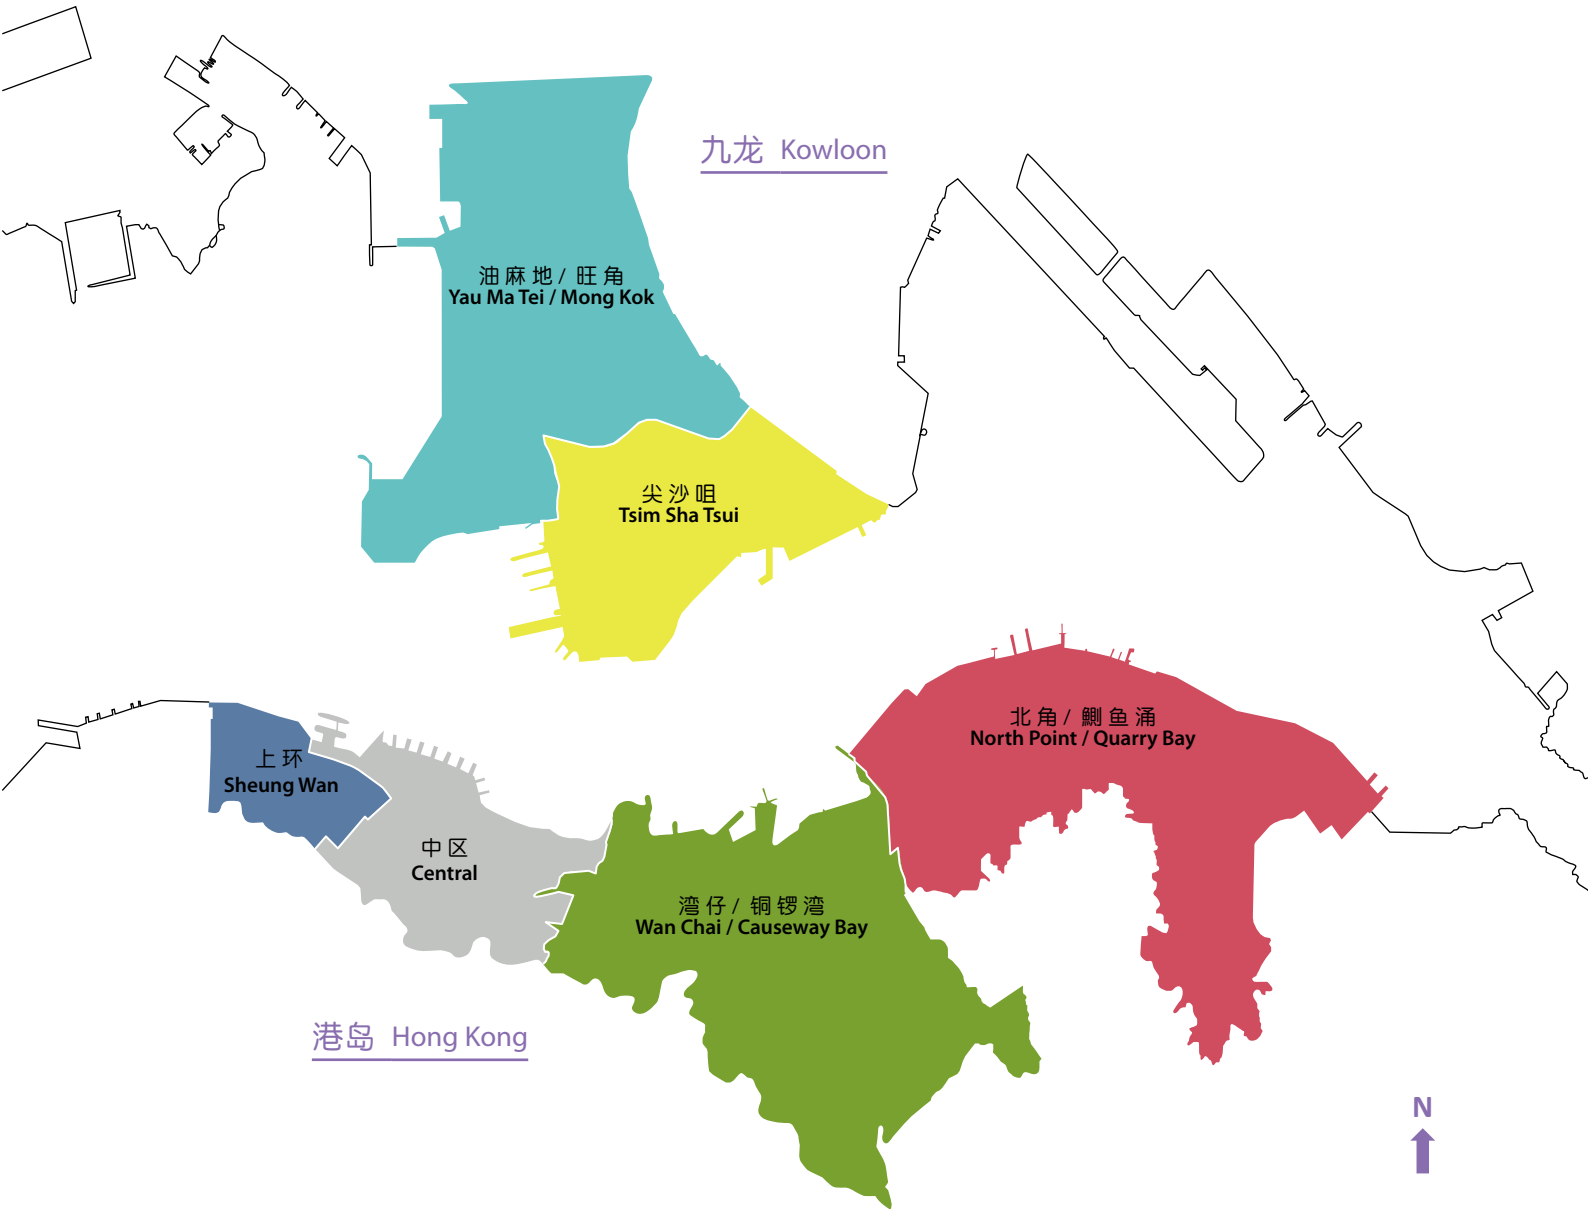 九龙 Kowloon
油麻地/ 旺角
Yau Ma Tei / Mong Kok
尖沙咀
Tsim Sha Tsui
北角/ 鲗鱼涌
North Point / Quarry Bay
上环
Sheung Wan
中区
Central
湾仔/ 铜锣湾
Wan Chai / Causeway Bay
港岛 Hong Kong
N